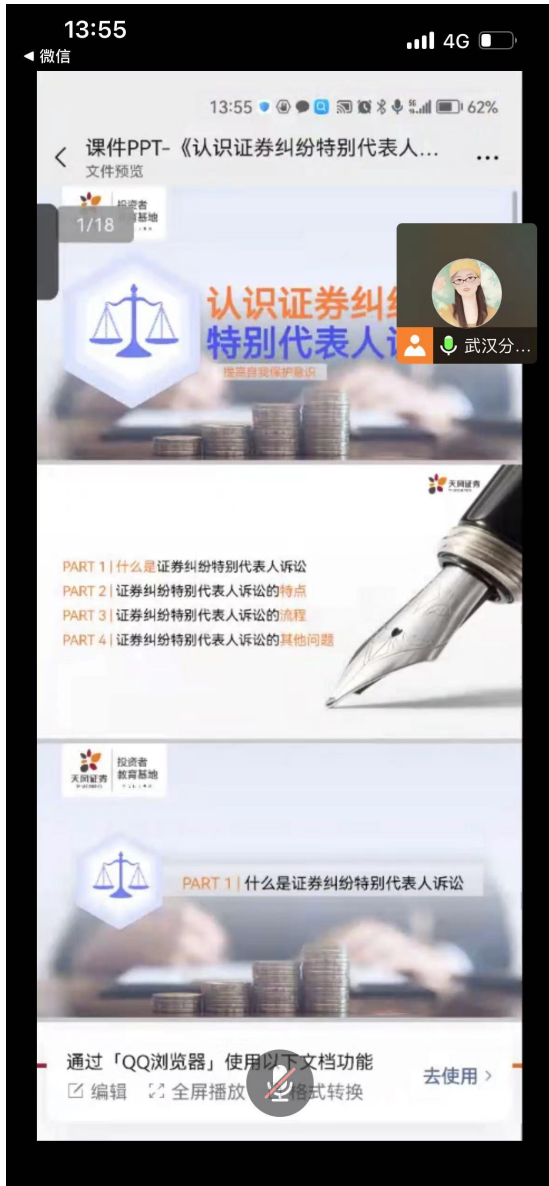 13:55
4G
◀ 微信
13:55
62%
课件PPT-《认识证券纠纷特别代表人...
文件预览
投资者
1/18
认识证券纠
特别代表人
提高自我保护意识
武汉分...
天风证券
PART 1 | 什么是证券纠纷特别代表人诉讼
PART 2 | 证券纠纷特别代表人诉讼的特点
PART 3 | 证券纠纷特别代表人诉讼的流程
PART 4 | 证券纠纷特别代表人诉讼的其他问题
天风证券
投资者
教育基地
PART 1 | 什么是证券纠纷特别代表人诉讼
通过「QQ浏览器」使用以下文档功能
编辑
全屏播放
格式转换
去使用 >